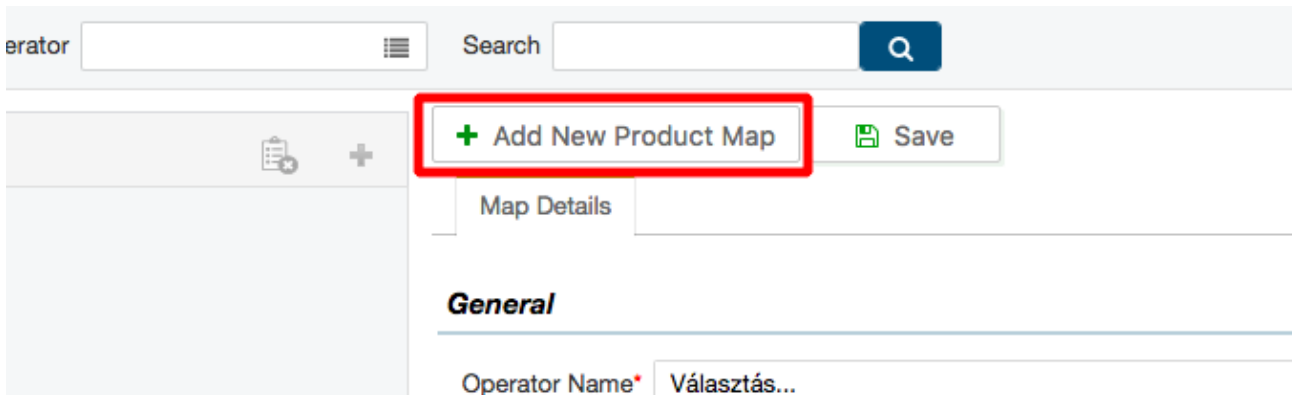 erator Search
Add New Product Map Save
Map Details
General
Operator Name* Választás...